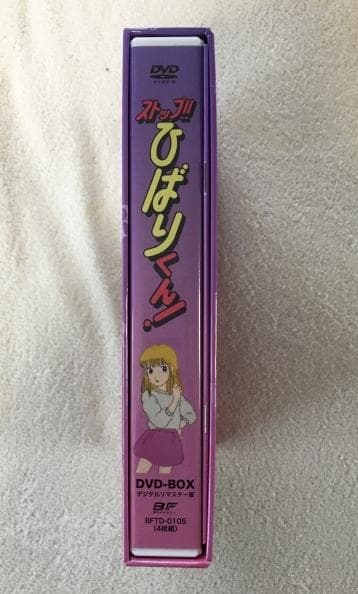 DVD
VIDEO
ストップ!!
ひばり
くん!
DVD-BOX
デジタルリマスター版
BF
BFTD-0105
(4枚組)